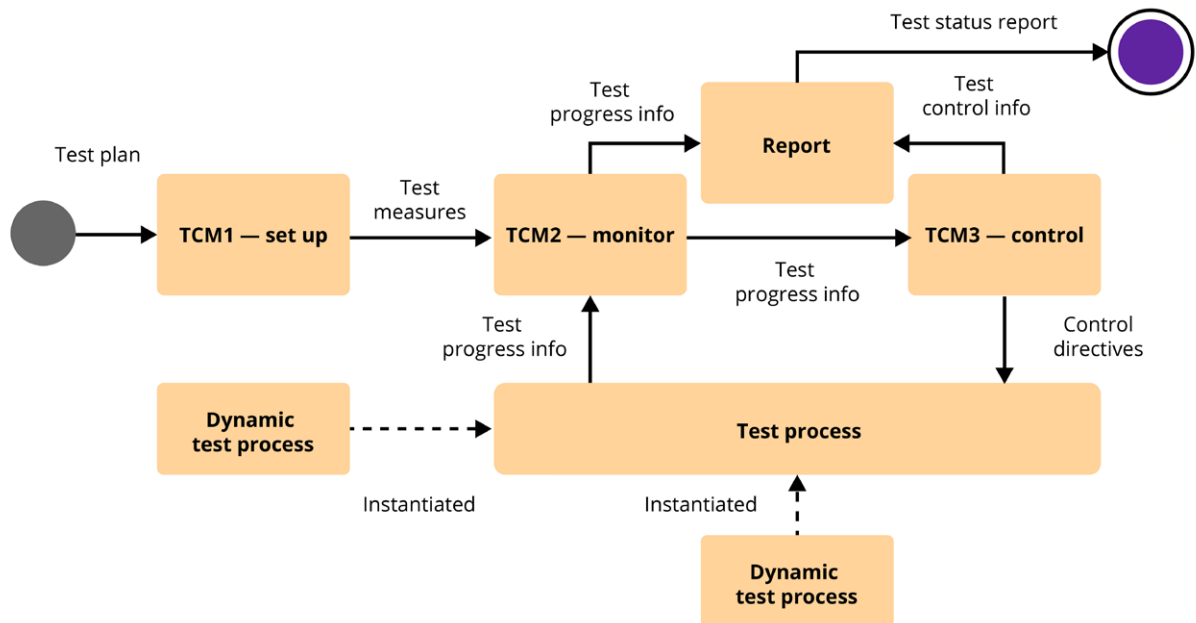 Test status report
Test
progress info
Test
control info
Report
Test plan
TCM1 — set up
Test
measures
TCM2 — monitor
TCM3 — control
Test
progress info
Test
progress info
Control
directives
Dynamic
test process
Test process
Instantiated
Instantiated
Dynamic
test process